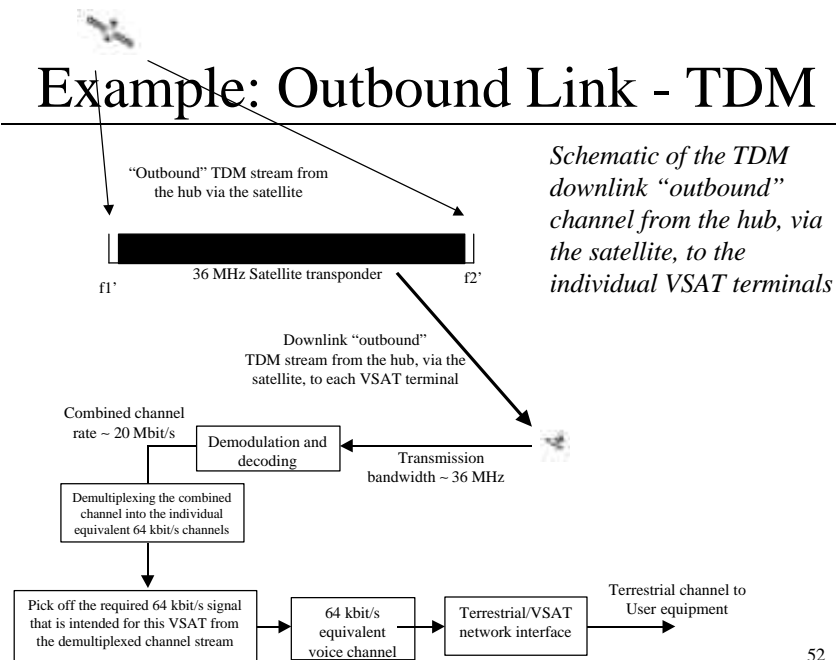 Example: Outbound Link - TDM
"Outbound" TDM stream from
the hub via the satellite
Schematic of the TDM
downlink "outbound"
channel from the hub, via
the satellite, to the
individual VSAT terminals
f1'
36 MHz Satellite transponder
f2'
Downlink "outbound"
TDM stream from the hub, via the
satellite, to each VSAT terminal
Combined channel
rate ~ 20 Mbit/s
Demodulation and
decoding
Transmission
bandwidth ~ 36 MHz
Demultiplexing the combined
channel into the individual
equivalent 64 kbit/s channels
Pick off the required 64 kbit/s signal
that is intended for this VSAT from
the demultiplexed channel stream
64 kbit/s
equivalent
voice channel
Terrestrial/VSAT
network interface
Terrestrial channel to
User equipment
52